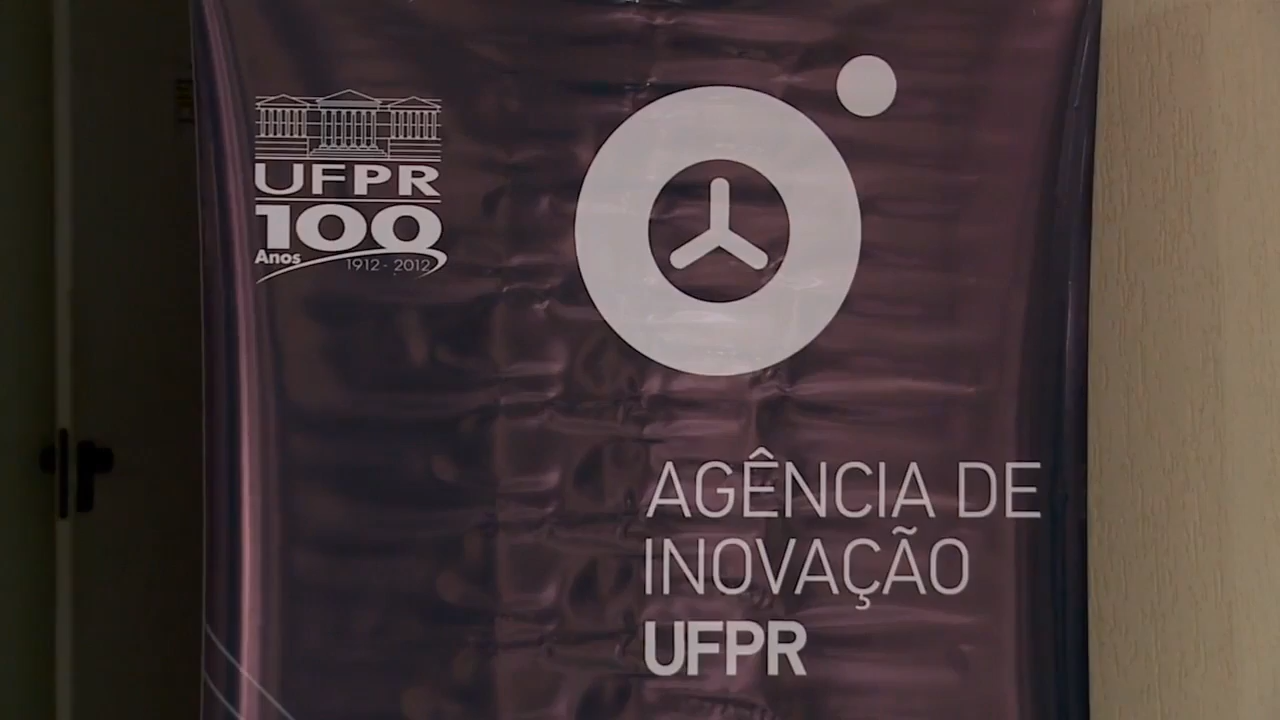 UFPR
100
Anos 1912 - 2012
AGÊNCIA DE
INOVAÇÃO
UFPR